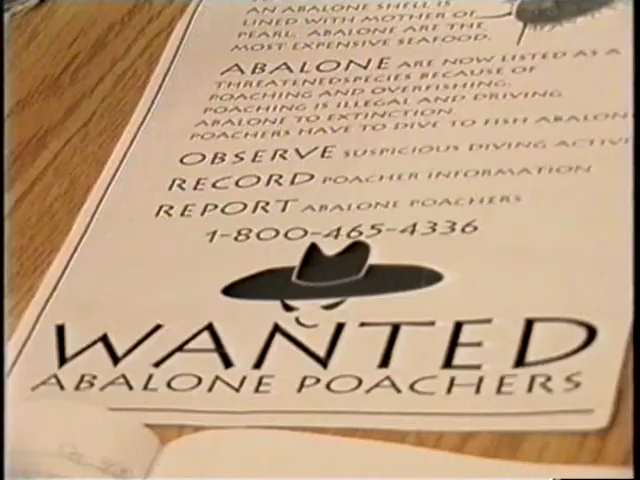 AN ABALONE SHELL IS
LINED WITH MOTHER OF
PEARL. ABALONE ARE THE
MOST EXPENSIVE SEAFOOD.
ABALONE ARE NOW LISTED AS A
THREATENEDSPECIES BECAUSE OF
POACHING AND OVERFISHING.
POACHING IS ILLEGAL AND DRIVING
ABALONE TO EXTINCTION
POACHERS HAVE TO DIVE TO FISH ABALON
OBSERVE SUSPICIOUS DIVING ACTIVI
RECORD POACHER INFORMATION
REPORT ABALONE POACHERS
1-800-465-4336
WANTED
ABALONE POACHERS